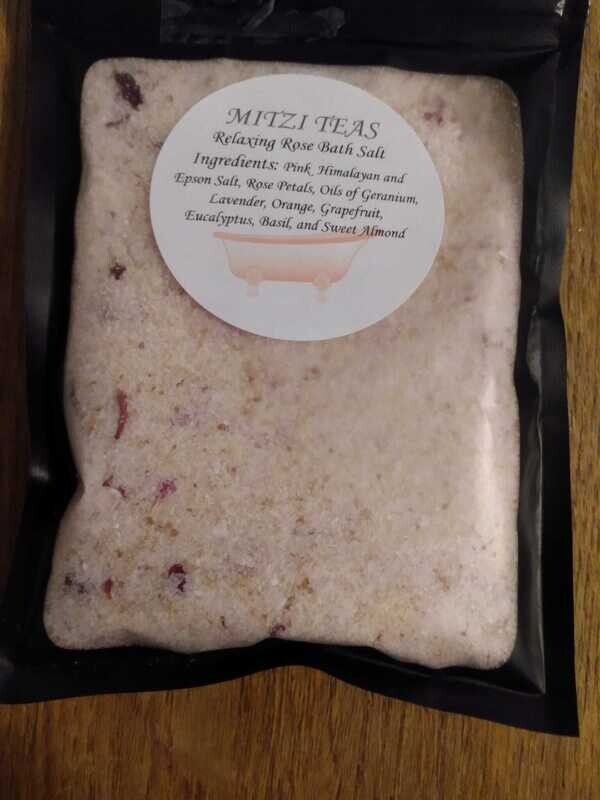 MITZI TEAS
Relaxing Rose Bath Salt
Ingredients: Pink Himalayan and
Epson Salt, Rose Petals, Oils of Geranium,
Lavender, Orange, Grapefruit,
Eucalyptus, Basil, and Sweet Almond